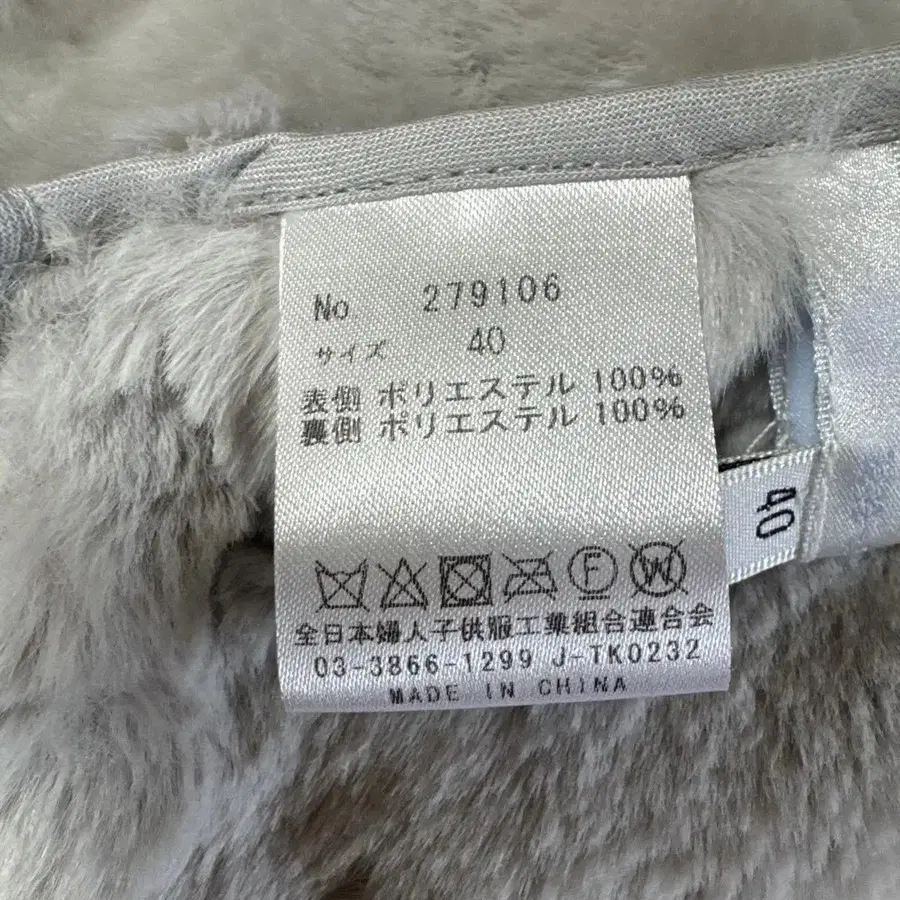 No 279106
サイズ 40
表側 ポリエステル 100%
裏側 ポリエステル 100%
F W
全日本婦人子供服工業組合連合会
03-3866-1299 J-TK0232
MADE IN CHINA
40